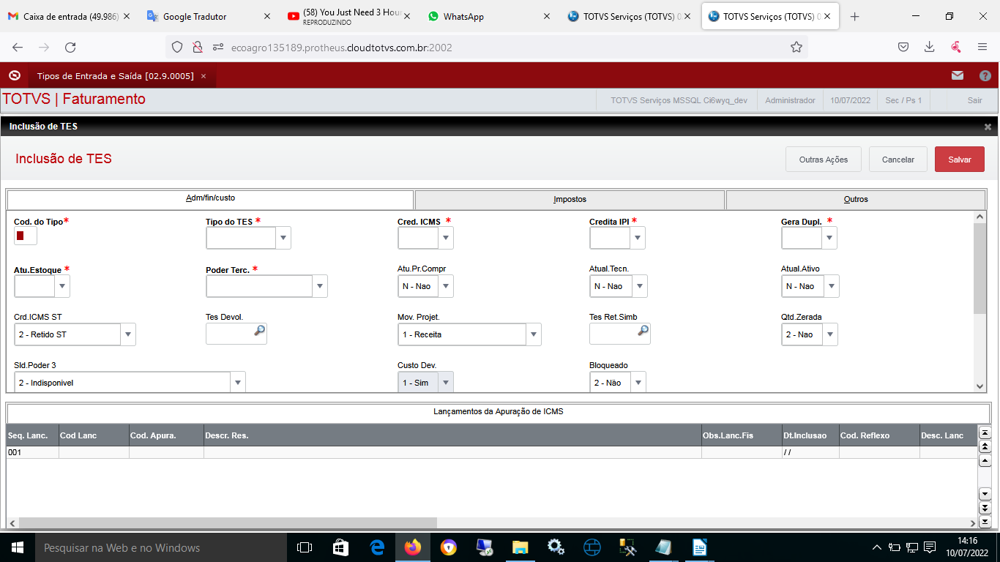 Caixa de entrada (49.986)
Google Tradutor
(58) You Just Need 3 Hou
REPRODUZINDO
WhatsApp
TOTVS Serviços (TOTVS) 0
TOTVS Serviços (TOTVS) 0
ecoagro135189.protheus.cloudtotvs.com.br:2002
Tipos de Entrada e Saída [02.9.0005]
TOTVS | Faturamento
TOTVS Serviços MSSQL Ci6wyq_dev
Administrador
10/07/2022
Sec / Ps 1
Sair
Inclusão de TES
Inclusão de TES
Outras Ações
Cancelar
Salvar
Adm/fin/custo
Impostos
Outros
Cod. do Tipo*
Tipo do TES *
Cred. ICMS *
Credita IPI *
Gera Dupl. *
Atu.Estoque *
Poder Terc. *
Atu.Pr.Compr
Atual.Tecn.
Atual.Ativo
N - Nao
N - Nao
N - Nao
Crd.ICMS ST
Tes Devol.
Mov. Projet.
Tes Ret.Simb
Qtd.Zerada
2 - Retido ST
1 - Receita
2 - Nao
Sld.Poder 3
Custo Dev.
Bloqueado
2 - Indisponivel
1 - Sim
2 - Não
Lançamentos da Apuração de ICMS
Seq. Lanc.
Cod Lanc
Cod. Apura.
Descr. Res.
Obs.Lanc.Fis
Dt.Inclusao
Cod. Reflexo
Desc. Lanc
001
/ /
Pesquisar na Web e no Windows
14:16
10/07/2022